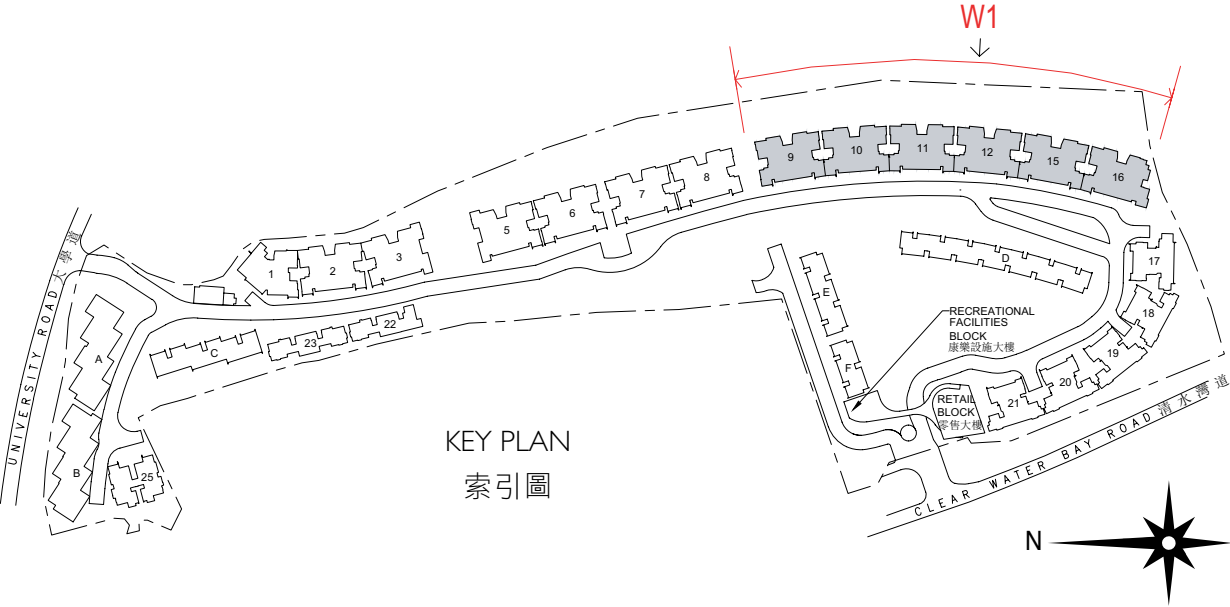 W1
9
10
11
12
15
16
8
7
6
5
3
2
1
17
D
18
E
RECREATIONAL
FACILITIES
BLOCK
康樂設施大樓
UNIVERSITY ROAD 大學道
A
C
23
22
19
F
20
RETAIL
BLOCK
零售大樓
21
CLEAR WATER BAY ROAD 清水灣道
B
25
KEY PLAN
索引圖
N